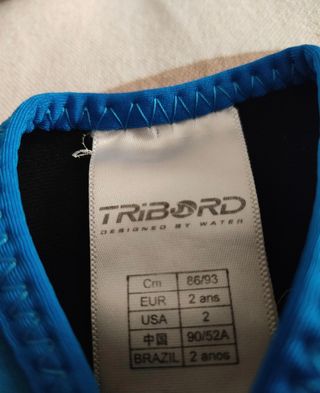 TRIBORD
DESIGNED BY WATER
Cm 86/93
EUR 2 ans
USA 2
中国 90/52A
BRAZIL 2 anos